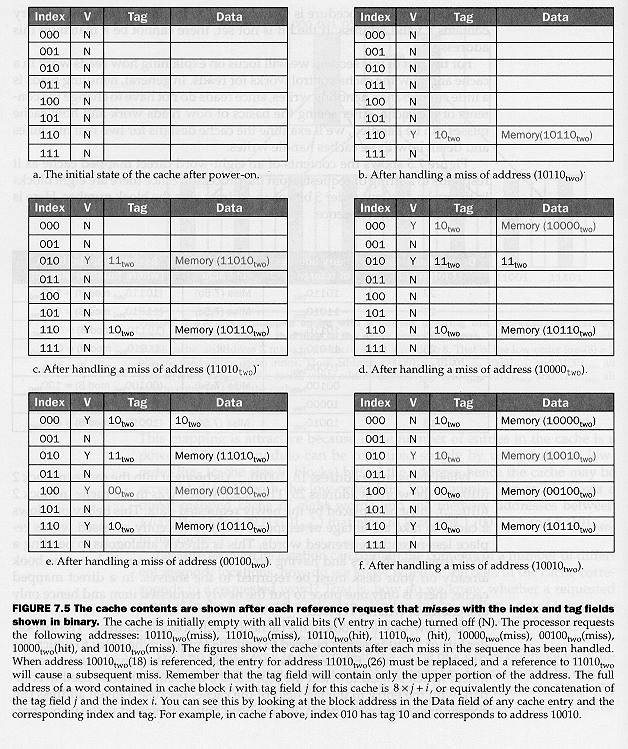 Index V Tag Data
000 N
001 N
010 N
011 N
100 N
101 N
110 N
111 N
a. The initial state of the cache after power-on.
Index V Tag Data
000 N
001 N
010 N
011 N
100 N
101 N
110 Y 10two Memory(10110two)
111 N
b. After handling a miss of address (10110two)
Index V Tag Data
000 N
001 N
010 Y 11two Memory (11010two)
011 N
100 N
101 N
110 Y 10two Memory (10110two)
111 N
c. After handling a miss of address (11010two)
Index V Tag Data
000 Y 10two Memory (10000two)
001 N
010 Y 11two 11two
011 N
100 N
101 N
110 N 10two Memory (10110two)
111 N
d. After handling a miss of address (10000two).
Index V Tag Data
000 Y 10two 10two
001 N
010 Y 11two Memory (11010two)
011 N
100 Y 00two Memory (00100two)
101 N
110 Y 10two Memory (10110two)
111 N
e. After handling a miss of address (00100two).
Index V Tag Data
000 N 10two Memory (10000two)
001 N
010 Y 10two Memory (10010two)
011 N
100 Y 00two Memory (00100two)
101 N
110 Y 10two Memory (10110two)
111 N
f. After handling a miss of address (10010two).
FIGURE 7.5 The cache contents are shown after each reference request that misses with the index and tag fields
shown in binary. The cache is initially empty with all valid bits (V entry in cache) turned off (N). The processor requests
the following addresses: 10110two(miss), 11010two(miss), 10110two(hit), 11010two (hit), 10000two(miss), 00100two(miss),
10000two(hit), and 10010two(miss). The figures show the cache contents after each miss in the sequence has been handled.
When address 10010two(18) is referenced, the entry for address 11010two(26) must be replaced, and a reference to 11010two
will cause a subsequent miss. Remember that the tag field will contain only the upper portion of the address. The full
address of a word contained in cache block i with tag field j for this cache is 8 × j + i, or equivalently the concatenation of
the tag field j and the index i. You can see this by looking at the block address in the Data field of any cache entry and the
corresponding index and tag. For example, in cache f above, index 010 has tag 10 and corresponds to address 10010.